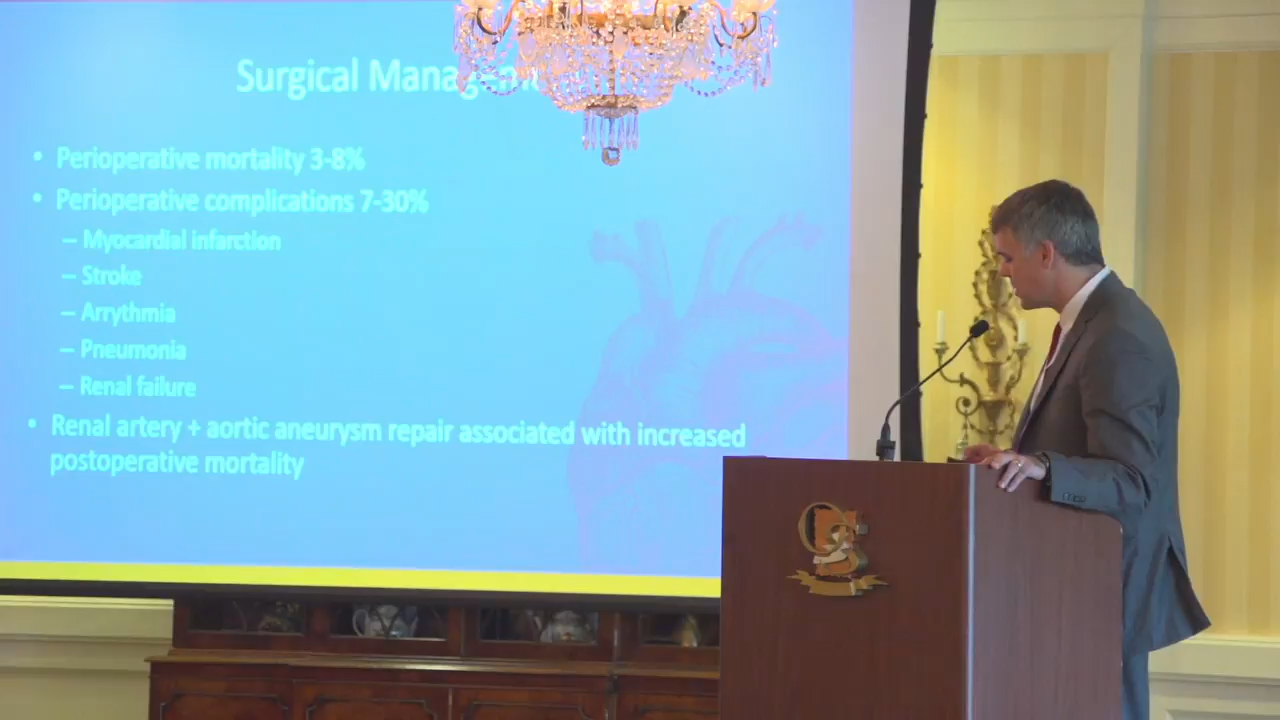 Surgical
• Perioperative mortality 3-8%
• Perioperative complications 7-30%
– Myocardial infarction
– Stroke
– Arrythmia
– Pneumonia
– Renal failure
• Renal artery + aortic aneurysm repair associated with increased
postoperative mortality